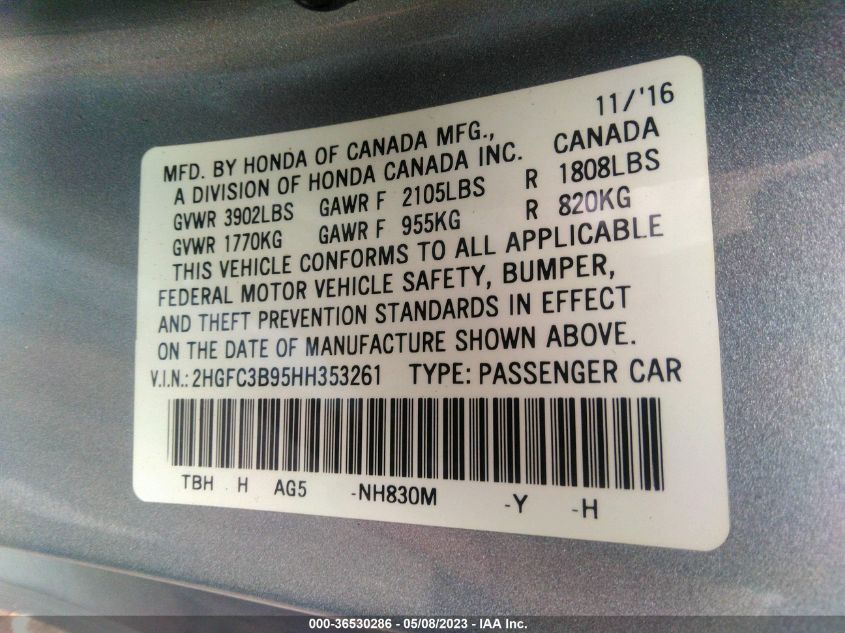 11/'16
MFD. BY HONDA OF CANADA MFG.,
A DIVISION OF HONDA CANADA INC. CANADA
GVWR 3902LBS GAWR F 2105LBS R 1808LBS
GVWR 1770KG GAWR F 955KG R 820KG
THIS VEHICLE CONFORMS TO ALL APPLICABLE
FEDERAL MOTOR VEHICLE SAFETY, BUMPER,
AND THEFT PREVENTION STANDARDS IN EFFECT
ON THE DATE OF MANUFACTURE SHOWN ABOVE.
V.I.N.: 2HGFC3B95HH353261 TYPE: PASSENGER CAR
TBH H AG5 -NH830M -Y -H
000-36530286 - 05/08/2023 - IAA Inc.